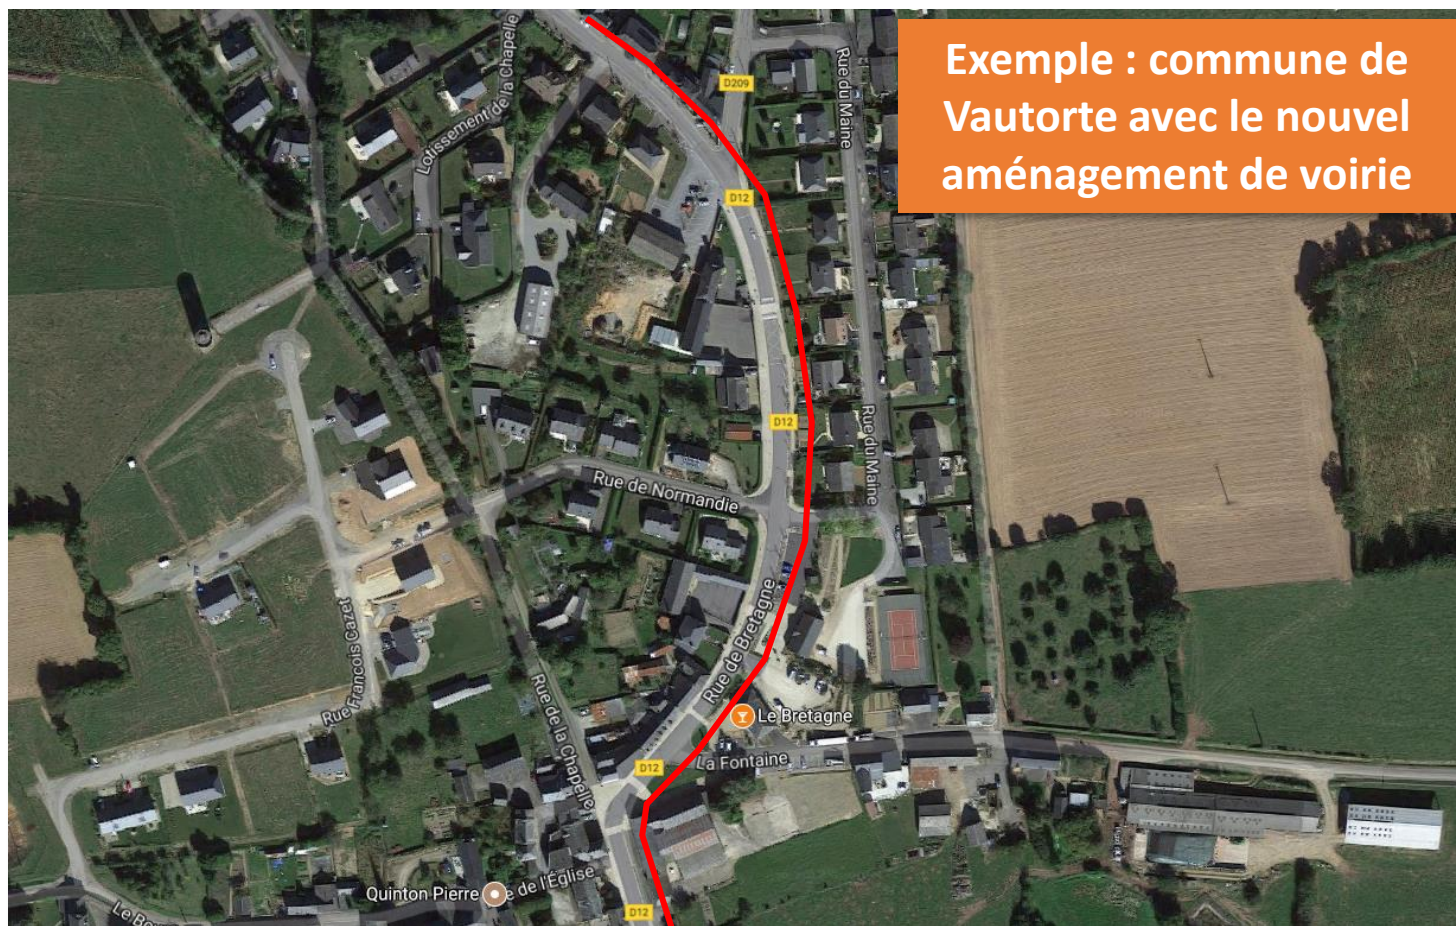 Exemple : commune de
Vautorte avec le nouvel
aménagement de voirie
Lotissement de la Chapelle
D209
Rue du Maine
D12
D12
Rue du Maine
Rue de Normandie
Rue de Bretagne
Rue François Cazet
Rue de la Chapelle
Le Bretagne
La Fontaine
D12
Quinton Pierre
e de l'Église
Le Bo
D12